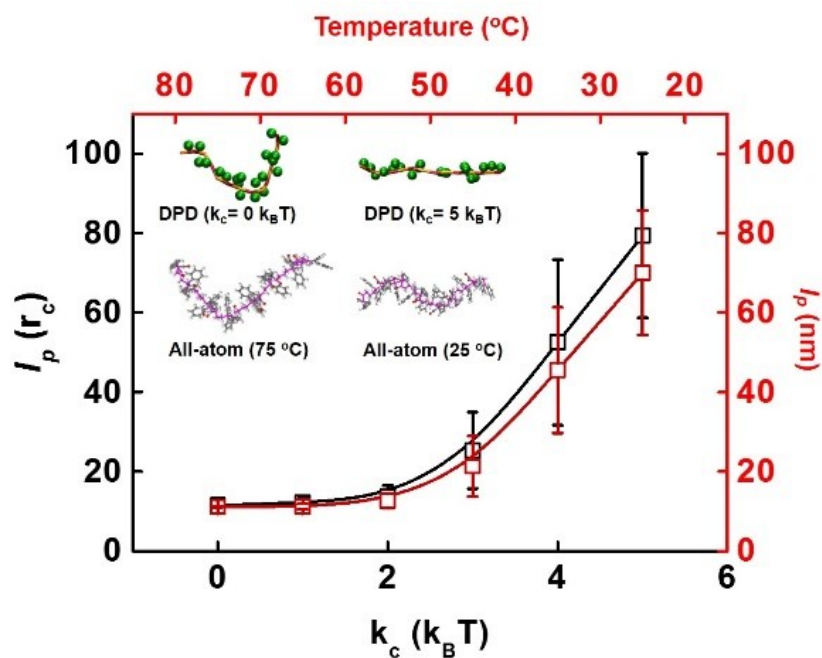 Temperature (°C)
80 70 60 50 40 30 20
100 100
DPD (k_c= 0 k_BT) DPD (k_c= 5 k_BT)
80 80
l_p (r_c) l_p (nm)
60 60
All-atom (75 °C) All-atom (25 °C)
40 40
20 20
0 0
0 2 4 6
k_c (k_BT)